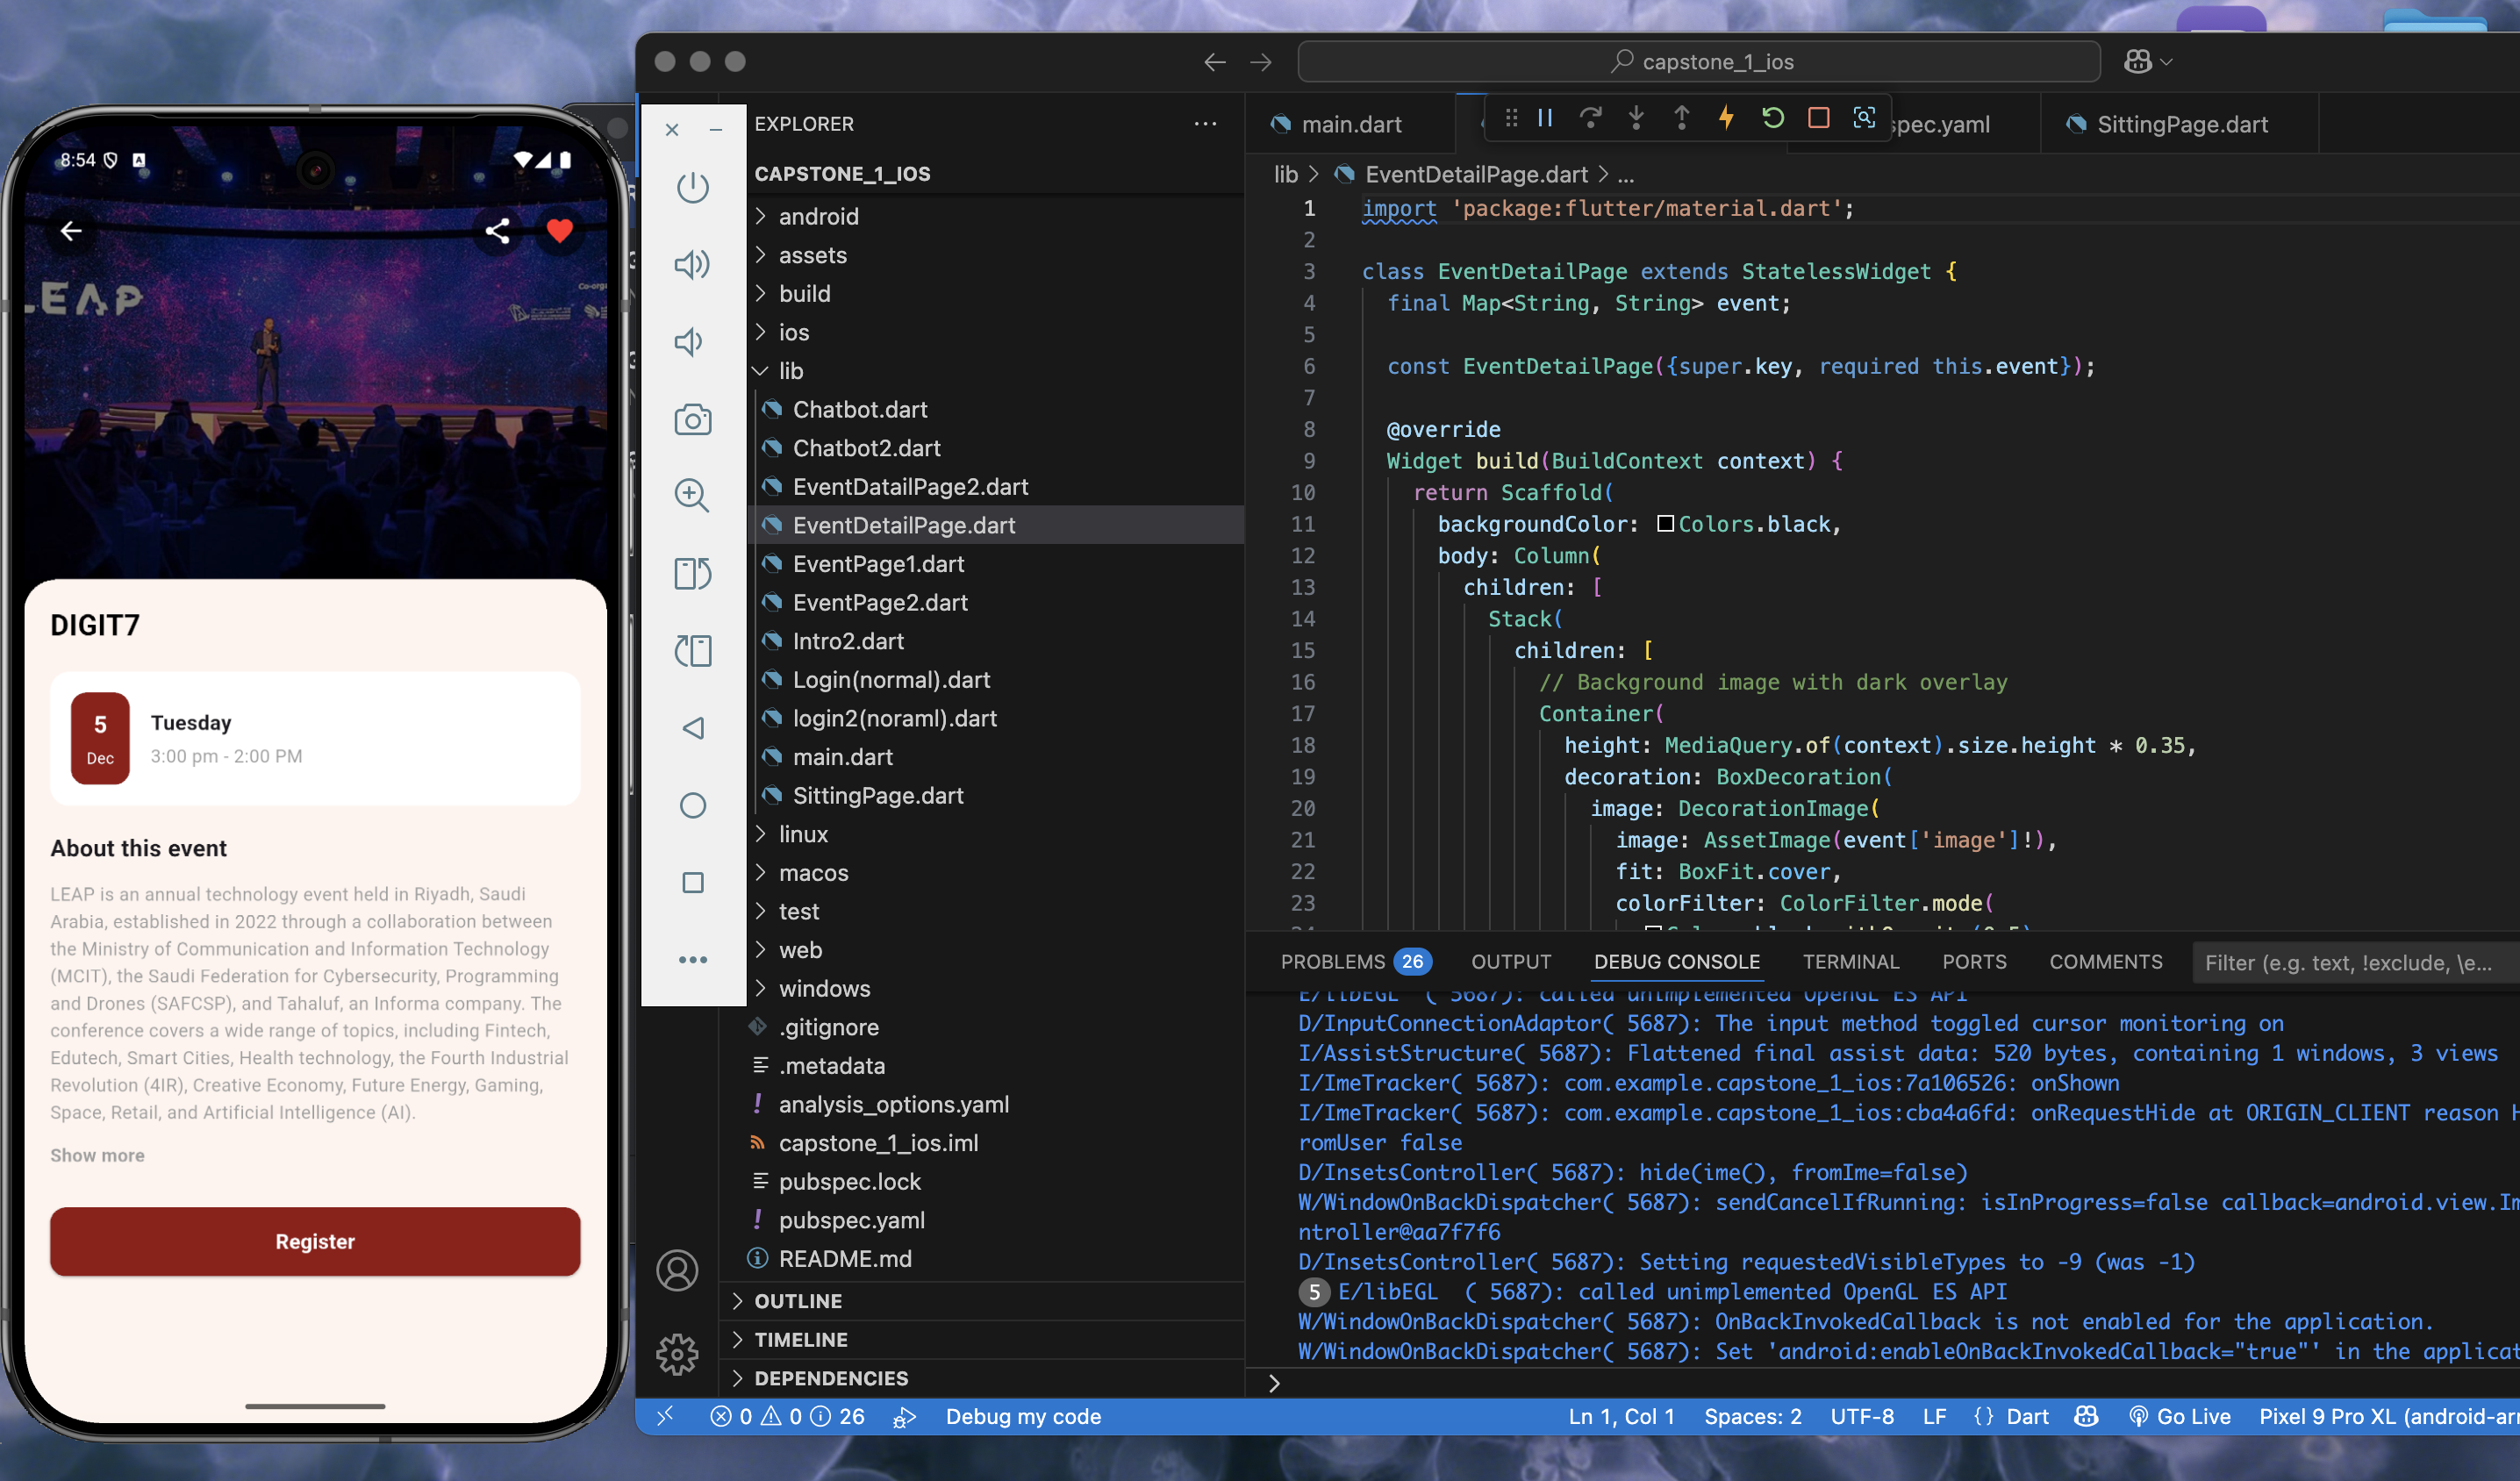 8:54
LEAP
DIGIT7
5
Dec
Tuesday
3:00 pm - 2:00 PM
About this event
LEAP is an annual technology event held in Riyadh, Saudi
Arabia, established in 2022 through a collaboration between
the Ministry of Communication and Information Technology
(MCIT), the Saudi Federation for Cybersecurity, Programming
and Drones (SAFCSP), and Tahaluf, an Informa company. The
conference covers a wide range of topics, including Fintech,
Edutech, Smart Cities, Health technology, the Fourth Industrial
Revolution (4IR), Creative Economy, Future Energy, Gaming,
Space, Retail, and Artificial Intelligence (AI).
Show more
Register
capstone_1_ios
EXPLORER
CAPSTONE_1_IOS
android
assets
build
ios
lib
Chatbot.dart
Chatbot2.dart
EventDatailPage2.dart
EventDetailPage.dart
EventPage1.dart
EventPage2.dart
Intro2.dart
Login(normal).dart
login2(noraml).dart
main.dart
SittingPage.dart
linux
macos
test
web
windows
.gitignore
.metadata
analysis_options.yaml
capstone_1_ios.iml
pubspec.lock
pubspec.yaml
README.md
OUTLINE
TIMELINE
DEPENDENCIES
main.dart
spec.yaml
SittingPage.dart
lib > EventDetailPage.dart > ...
1 import 'package:flutter/material.dart';
2
3 class EventDetailPage extends StatelessWidget {
4 final Map<String, String> event;
5
6 const EventDetailPage({super.key, required this.event});
7
8 @override
9 Widget build(BuildContext context) {
10 return Scaffold(
11 backgroundColor: Colors.black,
12 body: Column(
13 children: [
14 Stack(
15 children: [
16 // Background image with dark overlay
17 Container(
18 height: MediaQuery.of(context).size.height * 0.35,
19 decoration: BoxDecoration(
20 image: DecorationImage(
21 image: AssetImage(event['image']!),
22 fit: BoxFit.cover,
23 colorFilter: ColorFilter.mode(
PROBLEMS 26 OUTPUT DEBUG CONSOLE TERMINAL PORTS COMMENTS Filter (e.g. text, !exclude, \e...
E/libEGL ( 5687): called unimplemented OpenGL ES API
D/InputConnectionAdaptor( 5687): The input method toggled cursor monitoring on
I/AssistStructure( 5687): Flattened final assist data: 520 bytes, containing 1 windows, 3 views
I/ImeTracker( 5687): com.example.capstone_1_ios:7a106526: onShown
I/ImeTracker( 5687): com.example.capstone_1_ios:cba4a6fd: onRequestHide at ORIGIN_CLIENT reason H
romUser false
D/InsetsController( 5687): hide(ime(), fromIme=false)
W/WindowOnBackDispatcher( 5687): sendCancelIfRunning: isInProgress=false callback=android.view.Im
ntroller@aa7f7f6
D/InsetsController( 5687): Setting requestedVisibleTypes to -9 (was -1)
5 E/libEGL ( 5687): called unimplemented OpenGL ES API
W/WindowOnBackDispatcher( 5687): OnBackInvokedCallback is not enabled for the application.
W/WindowOnBackDispatcher( 5687): Set 'android:enableOnBackInvokedCallback="true"' in the applicat
>
0 0 26 Debug my code Ln 1, Col 1 Spaces: 2 UTF-8 LF {} Dart Go Live Pixel 9 Pro XL (android-arm